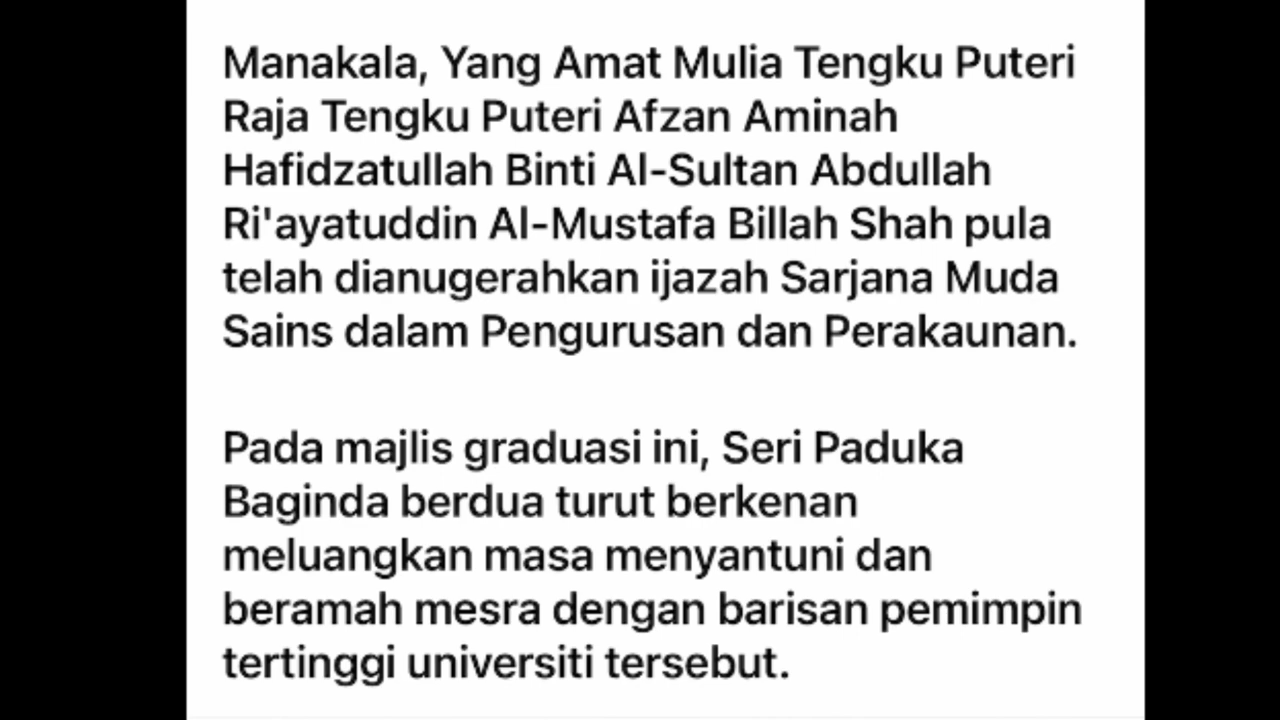 Manakala, Yang Amat Mulia Tengku Puteri
Raja Tengku Puteri Afzan Aminah
Hafidzatullah Binti Al-Sultan Abdullah
Ri'ayatuddin Al-Mustafa Billah Shah pula
telah dianugerahkan ijazah Sarjana Muda
Sains dalam Pengurusan dan Perakaunan.
Pada majlis graduasi ini, Seri Paduka
Baginda berdua turut berkenan
meluangkan masa menyantuni dan
beramah mesra dengan barisan pemimpin
tertinggi universiti tersebut.